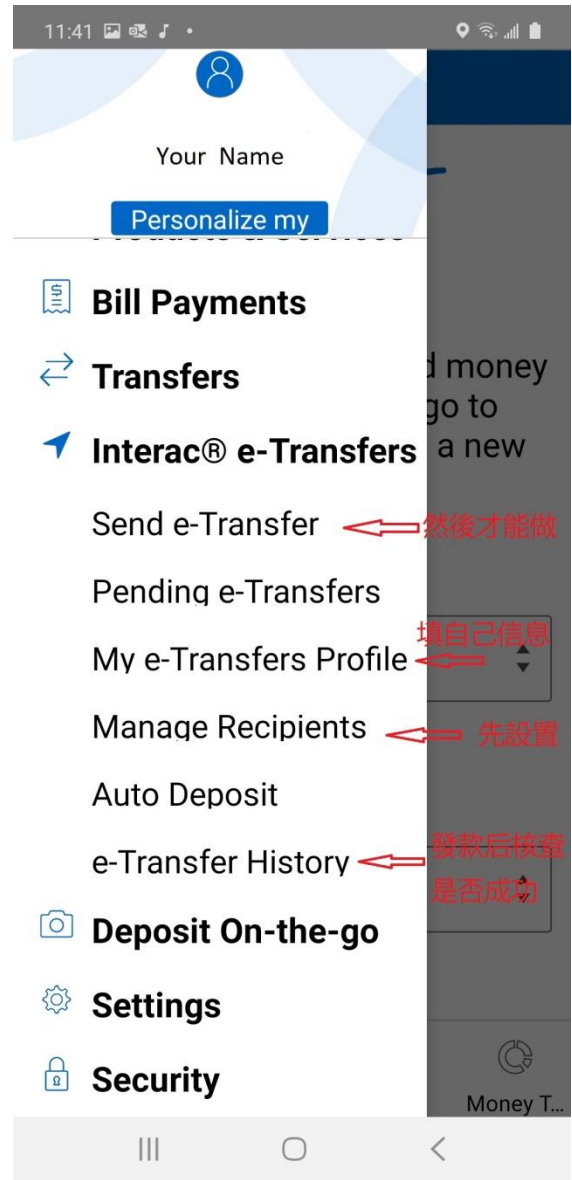 11:41
Your Name
Personalize my
Products & Services
Bill Payments
Transfers
d money
go to
Interac® e-Transfers
a new
Send e-Transfer
然後才能做
Pending e-Transfers
填自己信息
My e-Transfers Profile
Manage Recipients
先設置
Auto Deposit
發款后核查
e-Transfer History
是否成功
Deposit On-the-go
Settings
Security
Money T...